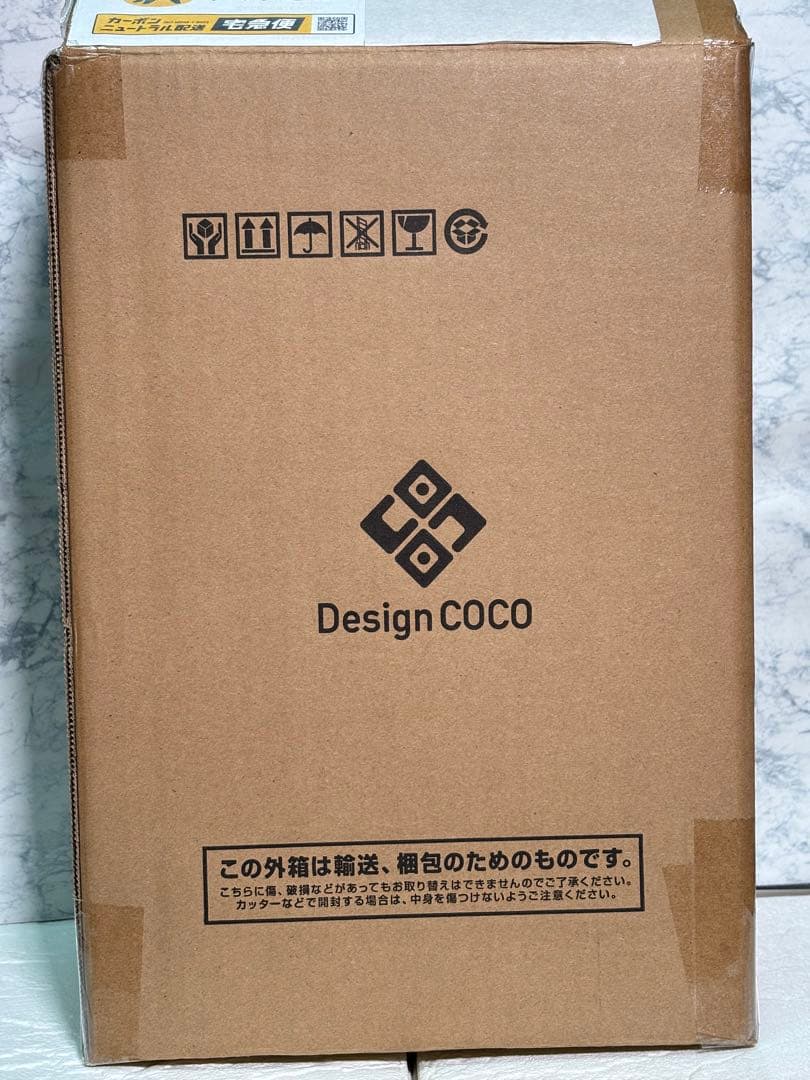 カーボン
ニュートラル配送
宅急便
Design COCO
この外箱は輸送、梱包のためのものです。
こちらに傷、破損などがあってもお取り替えはできませんのでご了承ください。
カッターなどで開封する場合は、中身を傷つけないようご注意ください。